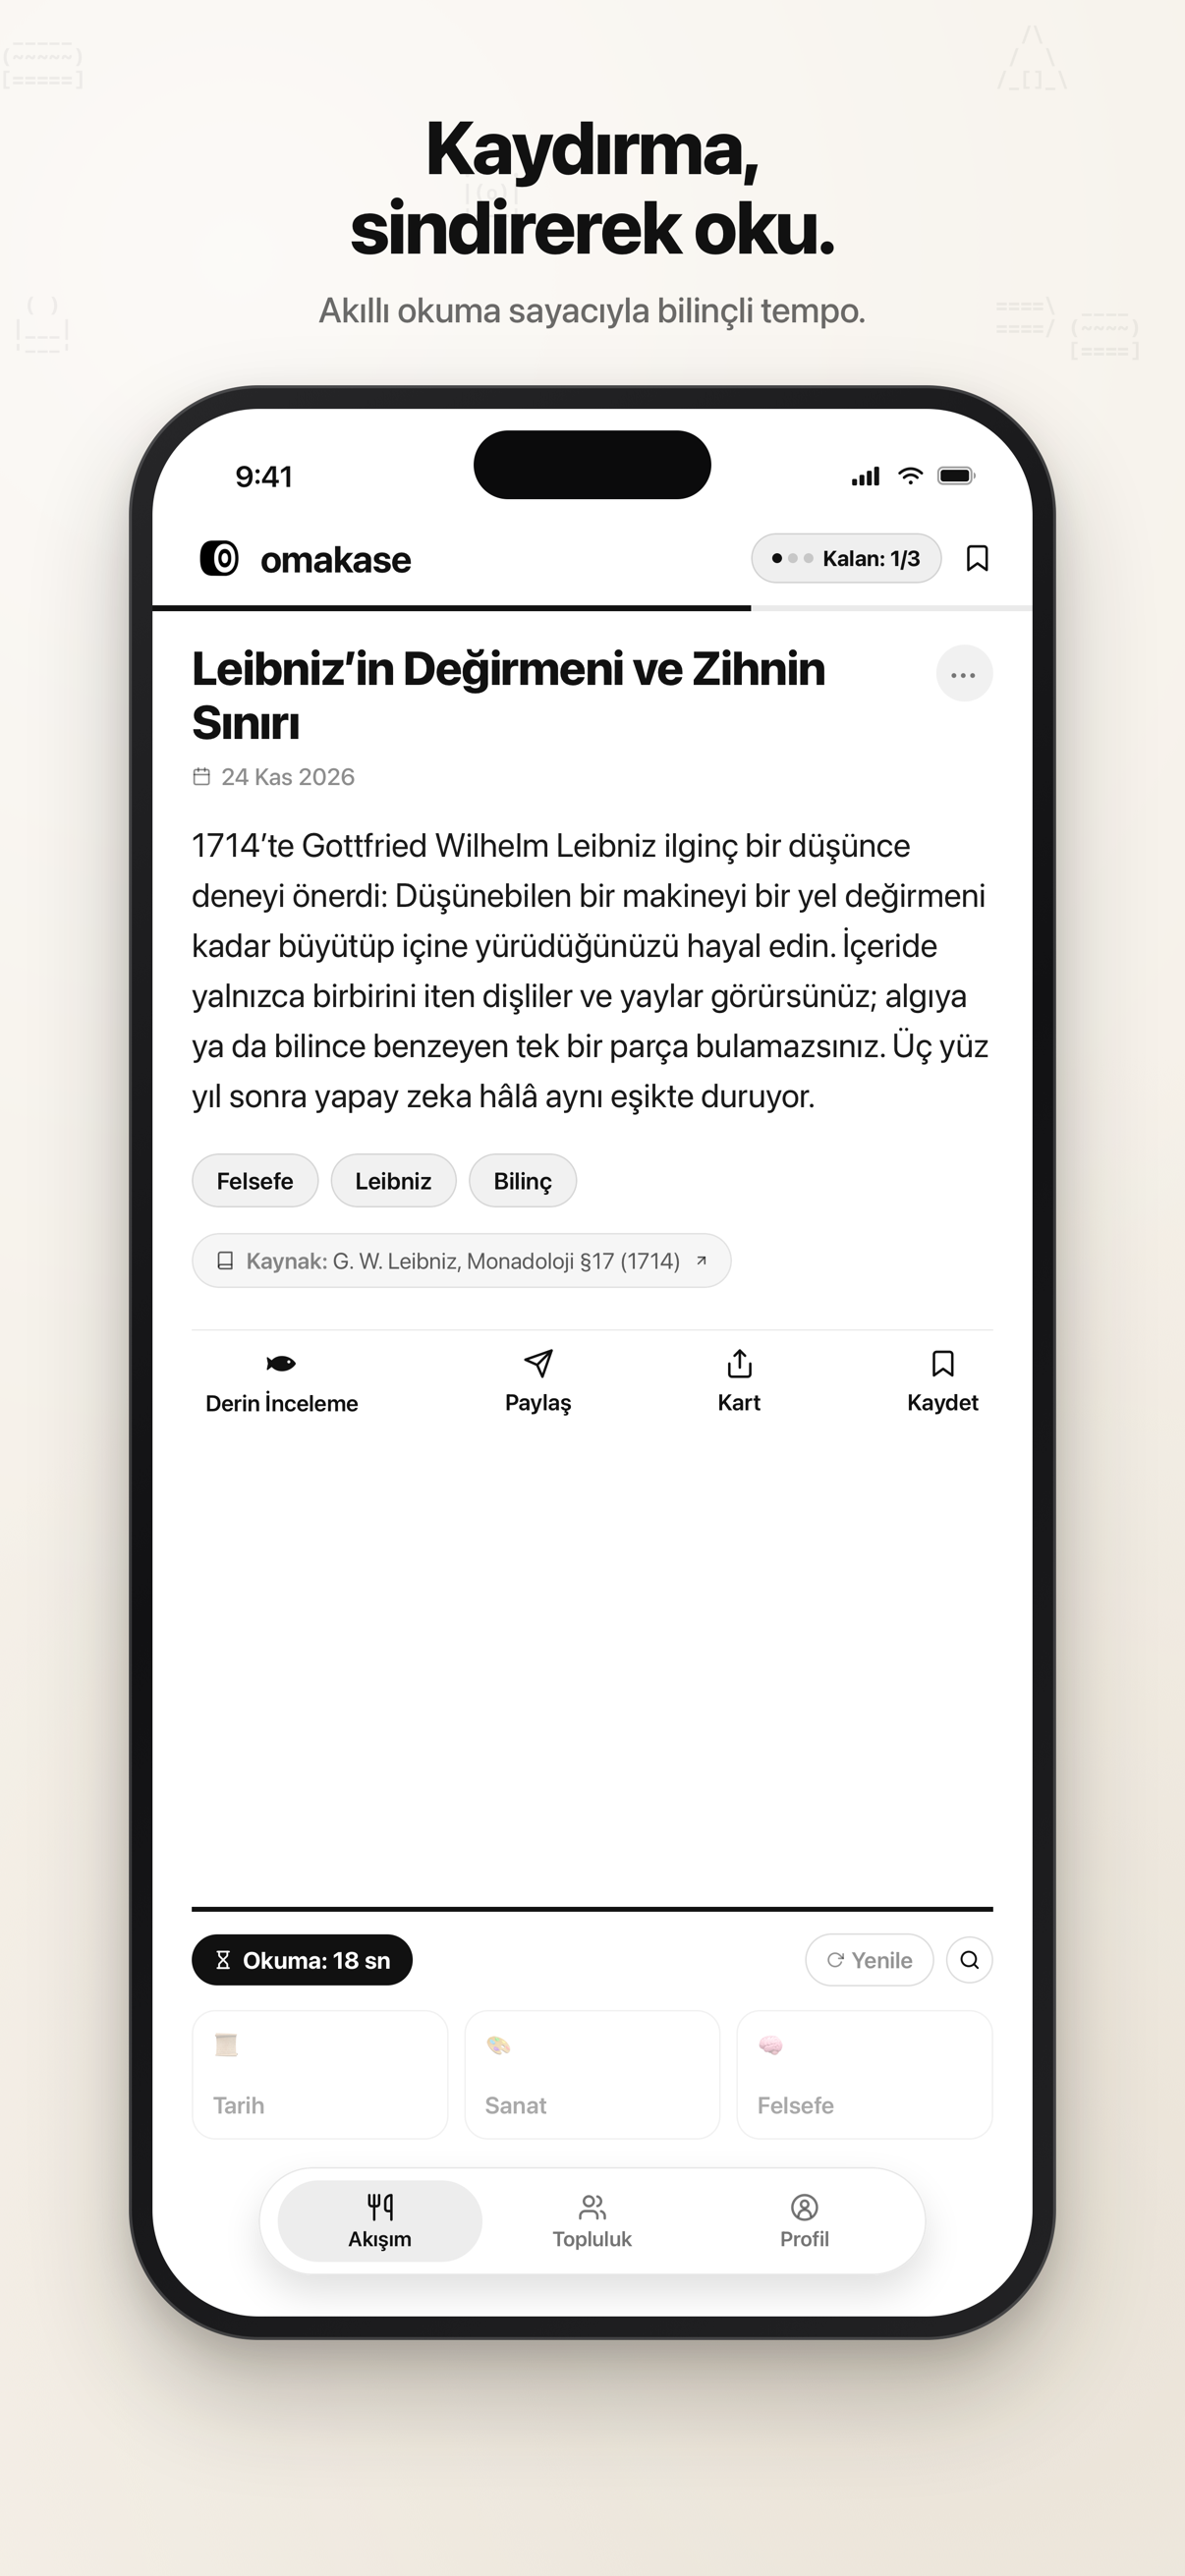 Kaydırma,
sindirerek oku.
Akıllı okuma sayacıyla bilinçli tempo.
9:41
omakase
Kalan: 1/3
Leibniz’in Değirmeni ve Zihnin
Sınırı
24 Kas 2026
1714’te Gottfried Wilhelm Leibniz ilginç bir düşünce
deneyi önerdi: Düşünebilen bir makineyi bir yel değirmeni
kadar büyütüp içine yürüdüğünüzü hayal edin. İçeride
yalnızca birbirini iten dişliler ve yaylar görürsünüz; algıya
ya da bilince benzeyen tek bir parça bulamazsınız. Üç yüz
yıl sonra yapay zeka hâlâ aynı eşikte duruyor.
Felsefe
Leibniz
Bilinç
Kaynak: G. W. Leibniz, Monadoloji §17 (1714)
Derin İnceleme
Paylaş
Kart
Kaydet
Okuma: 18 sn
Yenile
Tarih
Sanat
Felsefe
Akışım
Topluluk
Profil